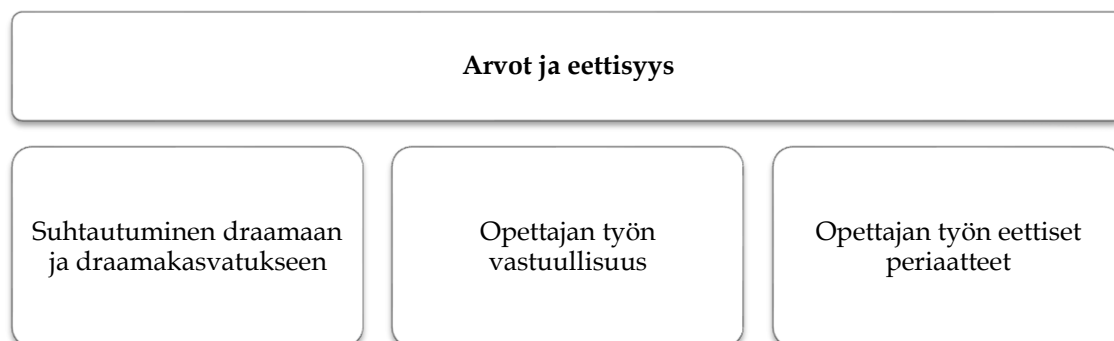 Arvot ja eettisyys
Suhtautuminen draamaan
ja draamakasvatukseen
Opettajan työn
vastuullisuus
Opettajan työn eettiset
periaatteet